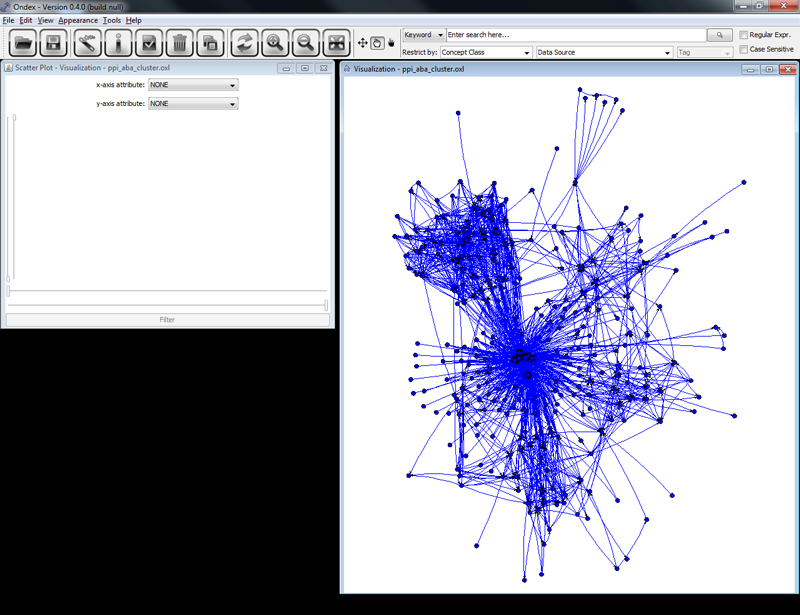 Ondex - Version 0.4.0 (build null)
File Edit View Appearance Tools Help
Keyword Enter search here... Regular Expr.
Restrict by: Concept Class Data Source Tag Case Sensitive
Scatter Plot - Visualization - ppi_aba_cluster.oxl
x-axis attribute: NONE
y-axis attribute: NONE
Filter
Visualization - ppi_aba_cluster.oxl